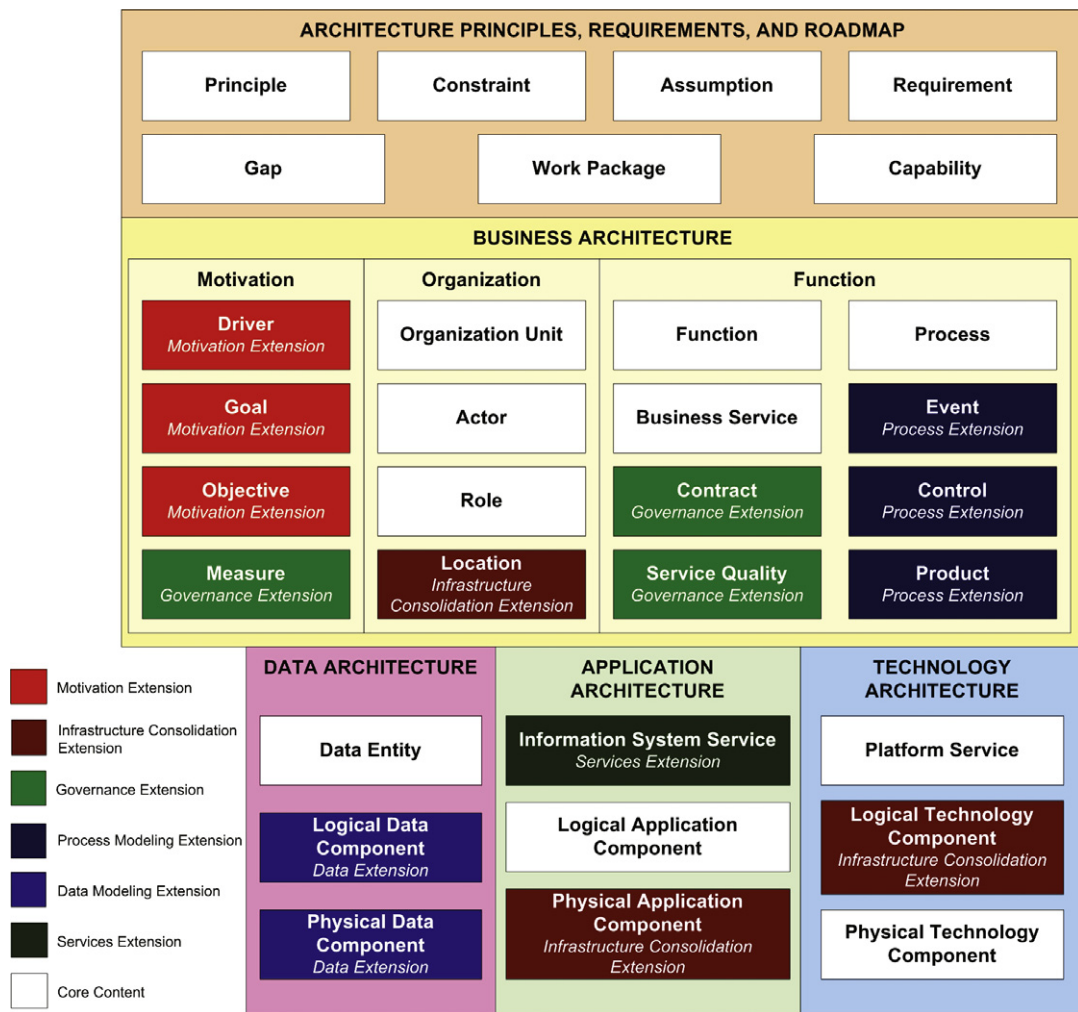 ARCHITECTURE PRINCIPLES, REQUIREMENTS, AND ROADMAP
Principle
Constraint
Assumption
Requirement
Gap
Work Package
Capability
BUSINESS ARCHITECTURE
Motivation
Driver
Motivation Extension
Goal
Motivation Extension
Objective
Motivation Extension
Measure
Governance Extension
Organization
Organization Unit
Actor
Role
Location
Infrastructure
Consolidation Extension
Function
Function
Business Service
Contract
Governance Extension
Service Quality
Governance Extension
Process
Event
Process Extension
Control
Process Extension
Product
Process Extension
Motivation Extension
Infrastructure Consolidation
Extension
Governance Extension
Process Modeling Extension
Data Modeling Extension
Services Extension
Core Content
DATA ARCHITECTURE
Data Entity
Logical Data
Component
Data Extension
Physical Data
Component
Data Extension
APPLICATION
ARCHITECTURE
Information System Service
Services Extension
Logical Application
Component
Physical Application
Component
Infrastructure Consolidation
Extension
TECHNOLOGY
ARCHITECTURE
Platform Service
Logical Technology
Component
Infrastructure Consolidation
Extension
Physical Technology
Component